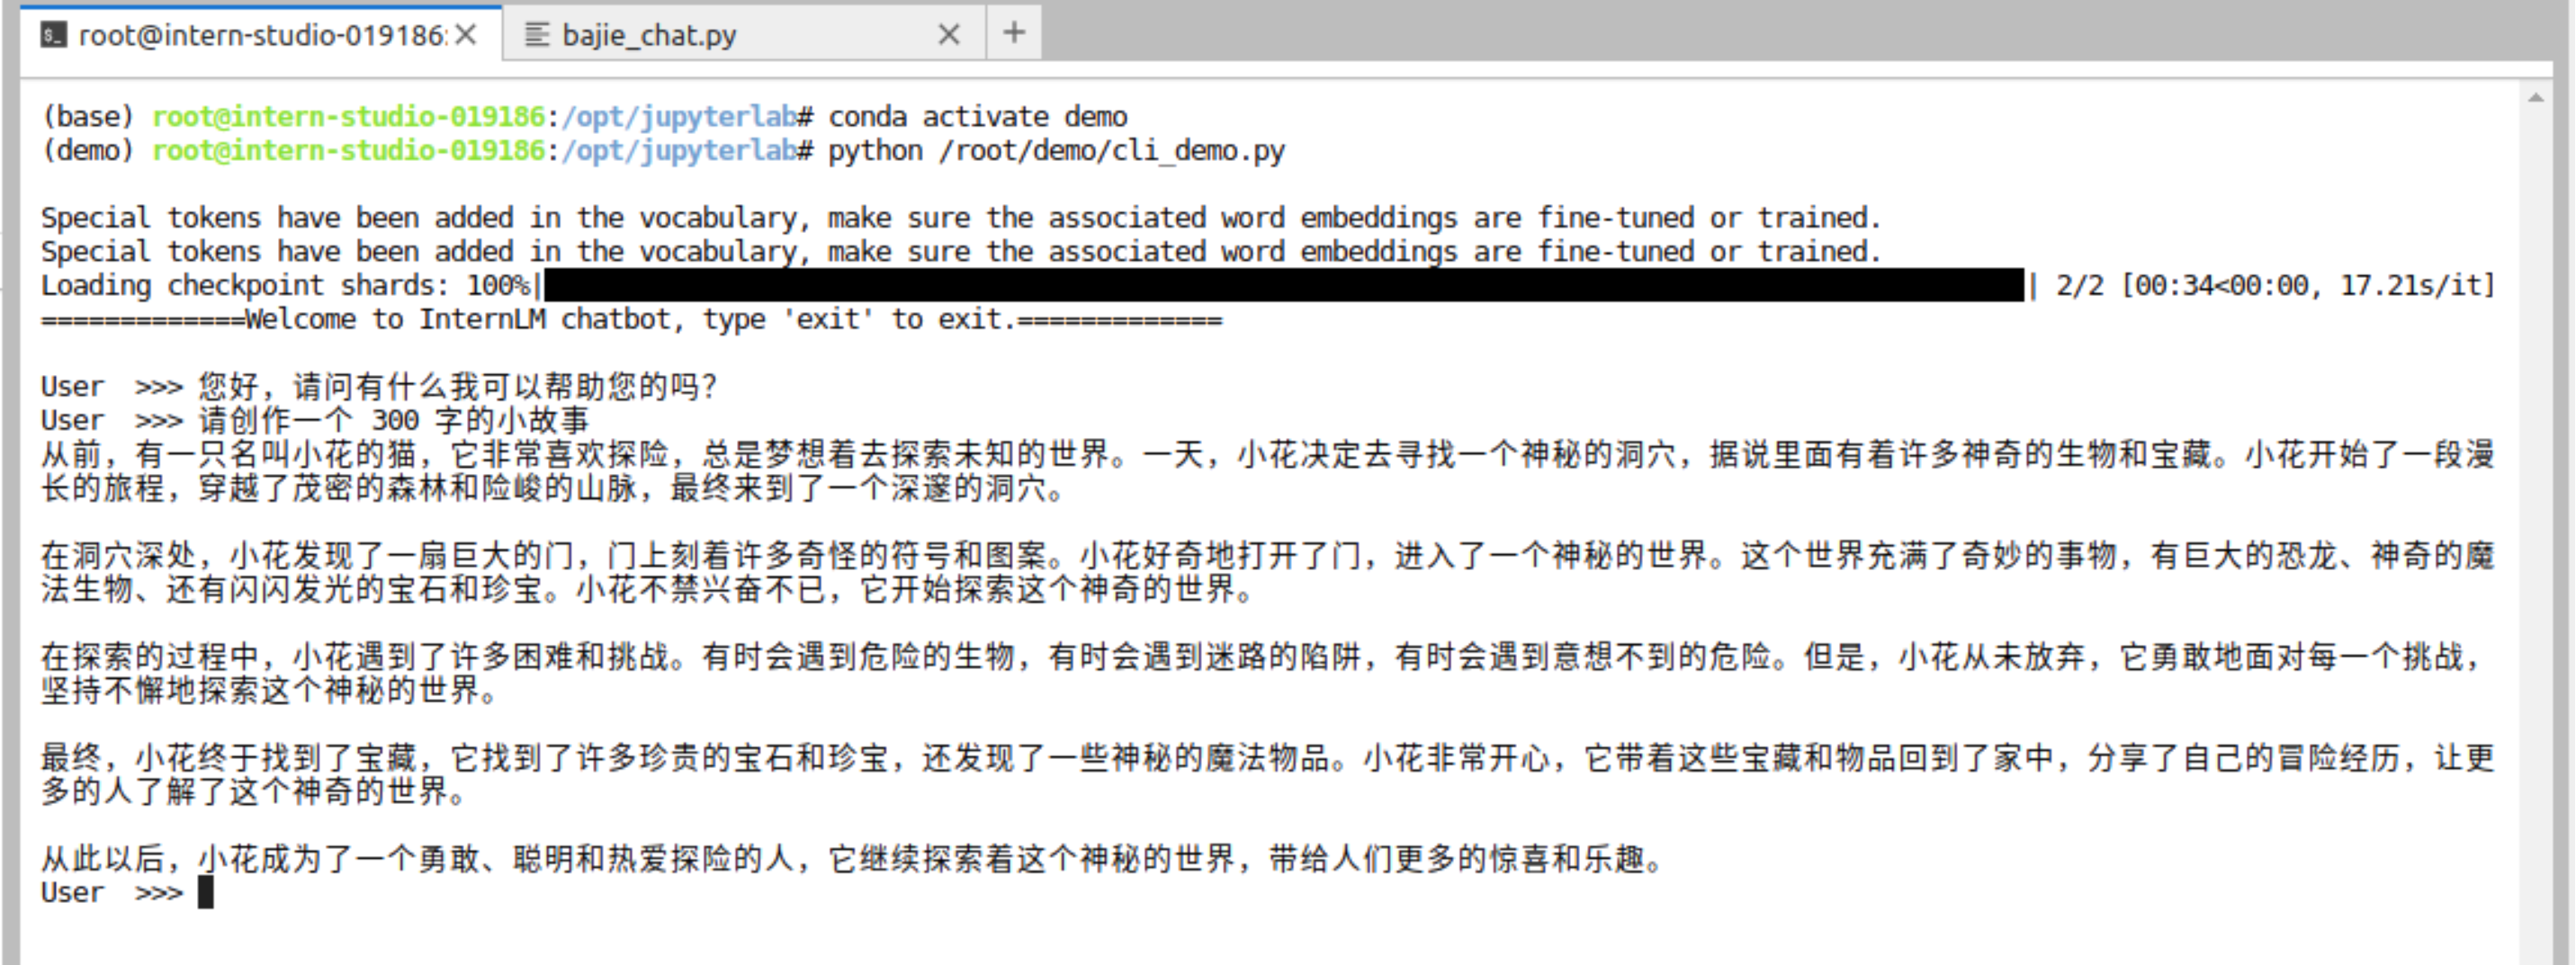 root@intern-studio-019186:
bajie_chat.py
(base) root@intern-studio-019186:/opt/jupyterlab# conda activate demo
(demo) root@intern-studio-019186:/opt/jupyterlab# python /root/demo/cli_demo.py
Special tokens have been added in the vocabulary, make sure the associated word embeddings are fine-tuned or trained.
Special tokens have been added in the vocabulary, make sure the associated word embeddings are fine-tuned or trained.
Loading checkpoint shards: 100%|██████████| 2/2 [00:34<00:00, 17.21s/it]
=============Welcome to InternLM chatbot, type 'exit' to exit.=============
User  >>> 您好，请问有什么我可以帮助您的吗？
User  >>> 请创作一个 300 字的小故事
从前，有一只名叫小花的猫，它非常喜欢探险，总是梦想着去探索未知的世界。一天，小花决定去寻找一个神秘的洞穴，据说里面有着许多神奇的生物和宝藏。小花开始了一段漫
长的旅程，穿越了茂密的森林和险峻的山脉，最终来到了一个深邃的洞穴。
在洞穴深处，小花发现了一扇巨大的门，门上刻着许多奇怪的符号和图案。小花好奇地打开了门，进入了一个神秘的世界。这个世界充满了奇妙的事物，有巨大的恐龙、神奇的魔
法生物、还有闪闪发光的宝石和珍宝。小花不禁兴奋不已，它开始探索这个神奇的世界。
在探索的过程中，小花遇到了许多困难和挑战。有时会遇到危险的生物，有时会遇到迷路的陷阱，有时会遇到意想不到的危险。但是，小花从未放弃，它勇敢地面对每一个挑战，
坚持不懈地探索这个神秘的世界。
最终，小花终于找到了宝藏，它找到了许多珍贵的宝石和珍宝，还发现了一些神秘的魔法物品。小花非常开心，它带着这些宝藏和物品回到了家中，分享了自己的冒险经历，让更
多的人了解了这个神奇的世界。
从此以后，小花成为了一个勇敢、聪明和热爱探险的人，它继续探索着这个神秘的世界，带给人们更多的惊喜和乐趣。
User  >>>